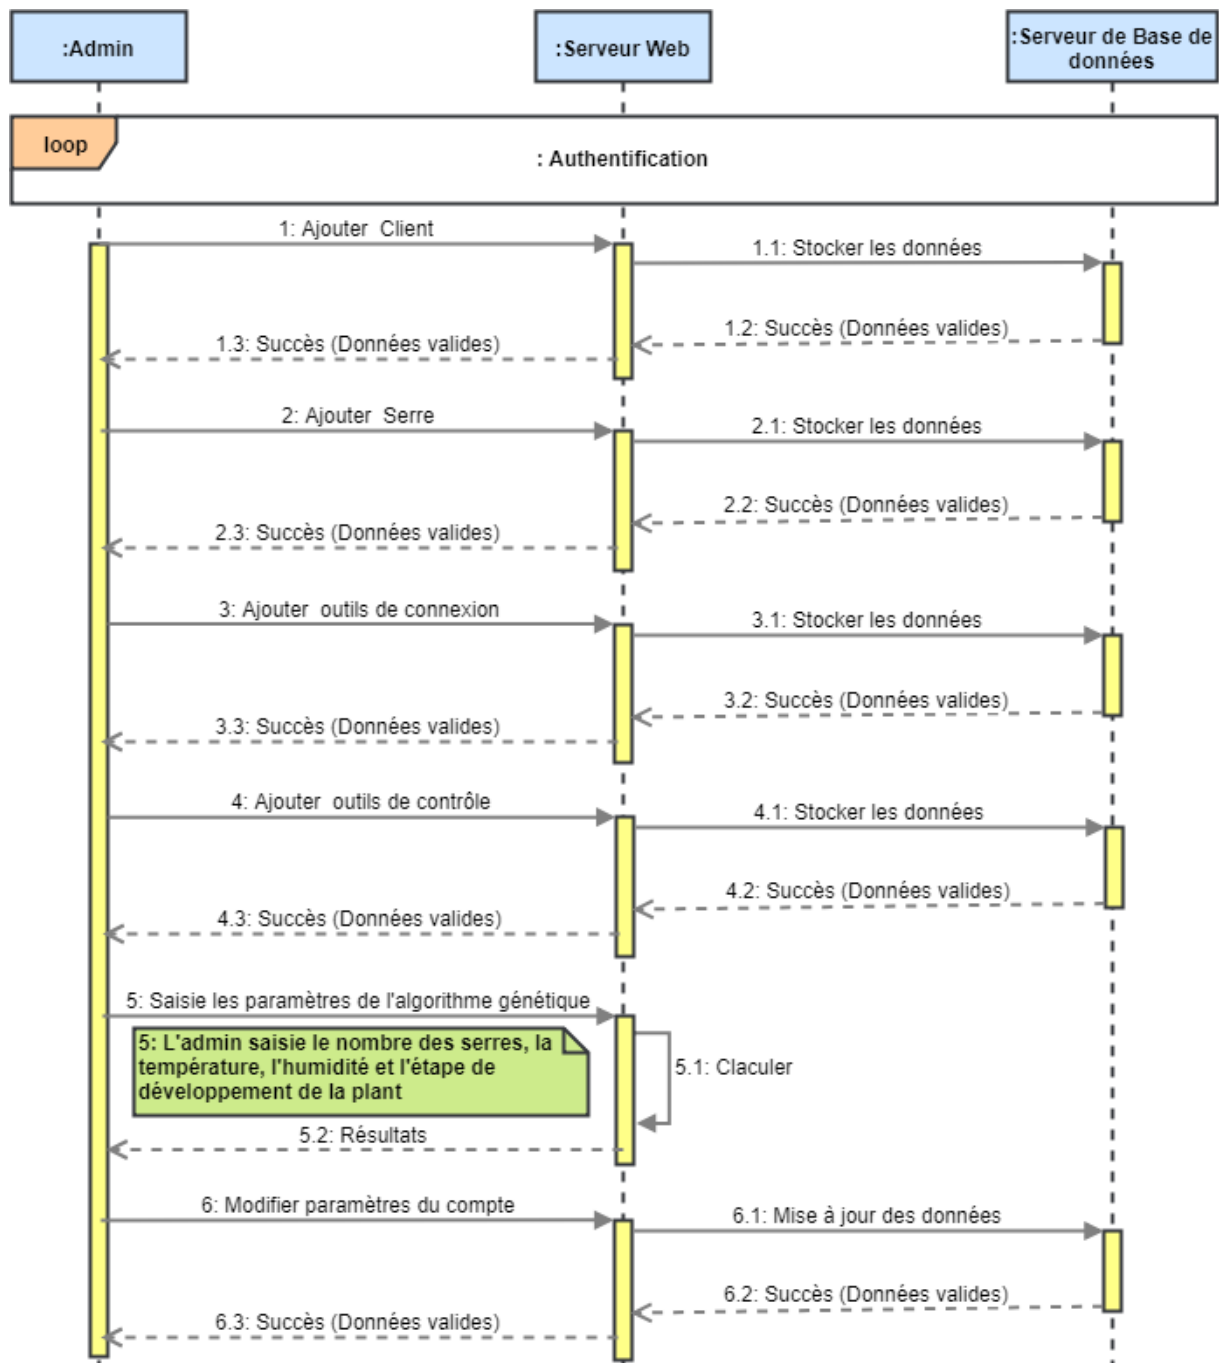 :Admin
:Serveur Web
:Serveur de Base de
données
loop
: Authentification
1: Ajouter Client
1.1: Stocker les données
1.2: Succès (Données valides)
1.3: Succès (Données valides)
2: Ajouter Serre
2.1: Stocker les données
2.2: Succès (Données valides)
2.3: Succès (Données valides)
3: Ajouter outils de connexion
3.1: Stocker les données
3.2: Succès (Données valides)
3.3: Succès (Données valides)
4: Ajouter outils de contrôle
4.1: Stocker les données
4.2: Succès (Données valides)
4.3: Succès (Données valides)
5: Saisie les paramètres de l'algorithme génétique
5: L'admin saisie le nombre des serres, la
température, l'humidité et l'étape de
développement de la plant
5.1: Claculer
5.2: Résultats
6: Modifier paramètres du compte
6.1: Mise à jour des données
6.2: Succès (Données valides)
6.3: Succès (Données valides)